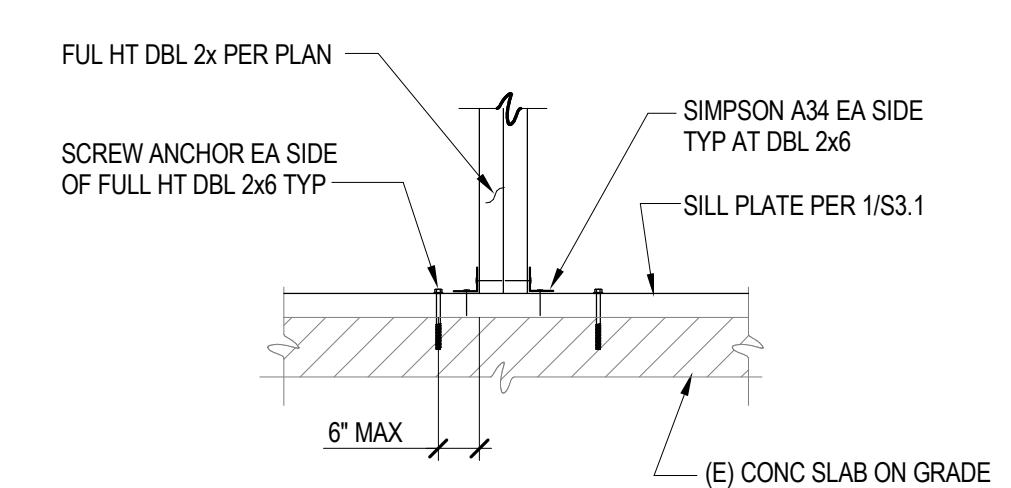 FUL HT DBL 2x PER PLAN
SCREW ANCHOR EA SIDE
OF FULL HT DBL 2x6 TYP
SIMPSON A34 EA SIDE
TYP AT DBL 2x6
SILL PLATE PER 1/S3.1
6" MAX
(E) CONC SLAB ON GRADE